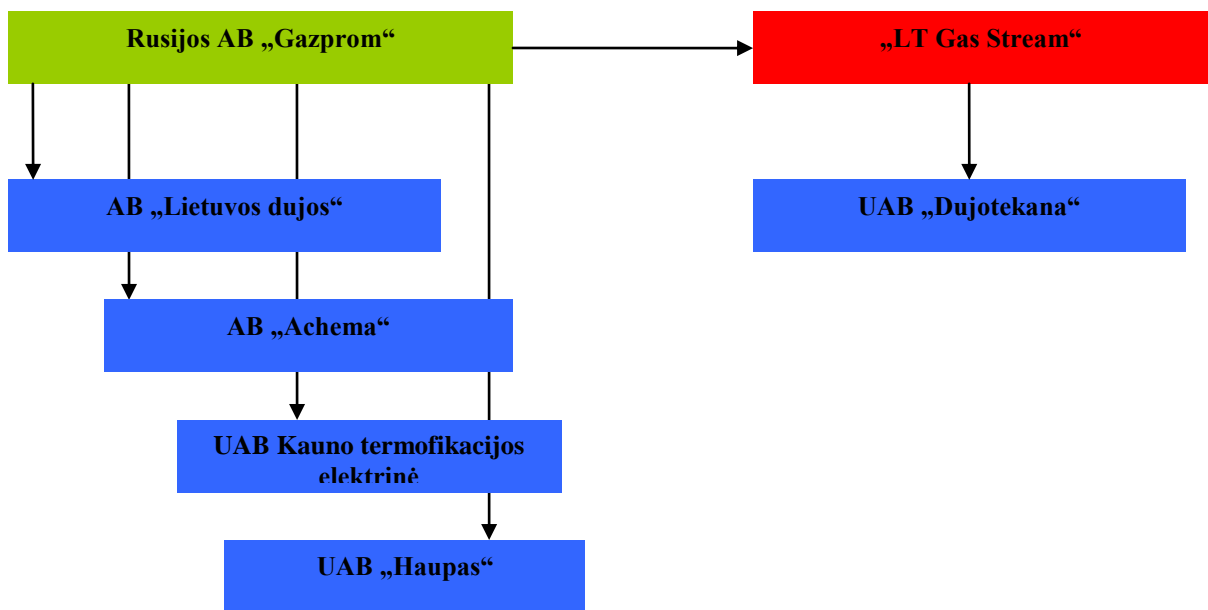 Rusijos AB „Gazprom“
„LT Gas Stream“
AB „Lietuvos dujos“
UAB „Dujotekana“
AB „Achema“
UAB Kauno termofikacijos
elektrinė
UAB „Haupas“